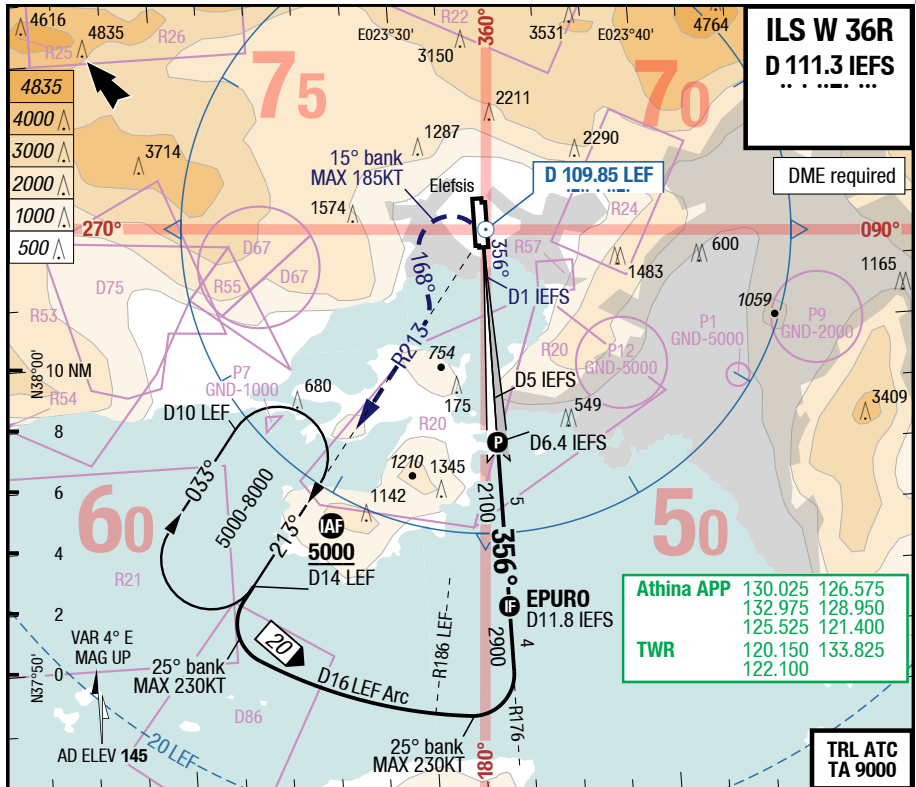 4616
4835
R25
R26
R22
360°
E023°30'
3150
3531
E023°40'
4764
ILS W 36R
D 111.3 IEFS
4835
4000
3000
2000
1000
500
75
70
2211
1287
2290
3714
15° bank
MAX 185KT
Elefsis
D 109.85 LEF
DME required
1574
R24
270°
090°
D67
D67
R57
356°
600
168°
1483
1165
D75
R55
D1 IEFS
1059
R53
P1
GND-5000
P9
GND-2000
R213
754
R20
P12
GND-5000
N38°00'
10 NM
P7
GND-1000
D5 IEFS
R54
680
175
549
3409
D10 LEF
R20
8
P
D6.4 IEFS
033°
1210
1345
6
5000-8000
1142
5
2100
60
213°
IAF
5000
50
4
D14 LEF
356°
R21
IF
EPURO
D11.8 IEFS
Athina APP 130.025 126.575
132.975 128.950
125.525 121.400
TWR 120.150 133.825
122.100
2
4
2900
VAR 4° E
MAG UP
20
R186 LEF
25° bank
MAX 230KT
N37°50'
0
D16 LEF Arc
R176
D86
20 LEF
AD ELEV 145
25° bank
MAX 230KT
180°
TRL ATC
TA 9000